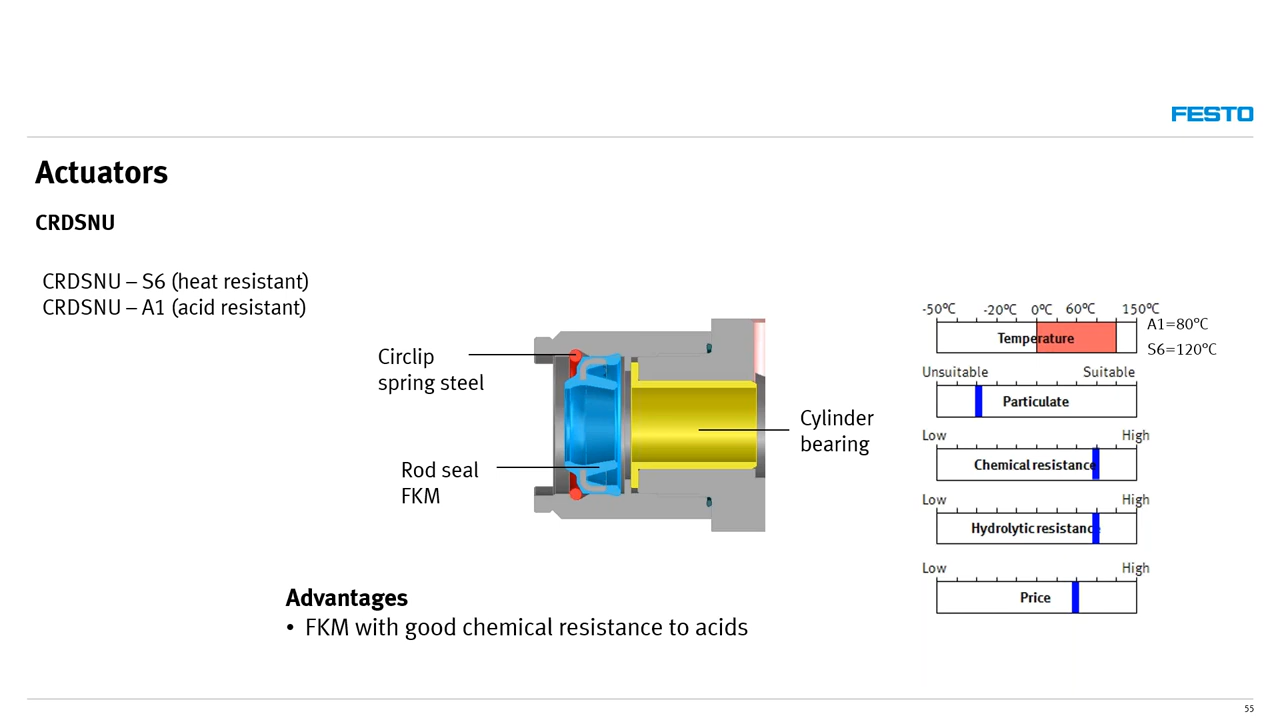 FESTO
Actuators
CRDSNU
CRDSNU – S6 (heat resistant)
CRDSNU – A1 (acid resistant)
Circlip
spring steel
Rod seal
FKM
Cylinder
bearing
-50°C -20°C 0°C 60°C 150°C
Temperature
A1=80°C
S6=120°C
Unsuitable Suitable
Particulate
Low High
Chemical resistance
Low High
Hydrolytic resistance
Low High
Price
Advantages
• FKM with good chemical resistance to acids
55